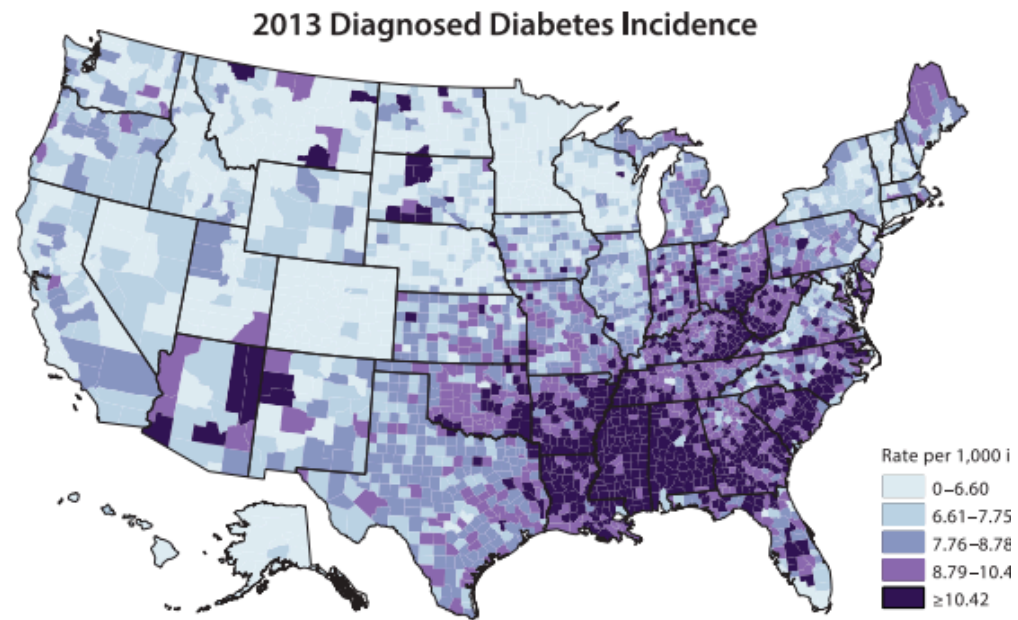 2013 Diagnosed Diabetes Incidence
Rate per 1,000 i
0–6.60
6.61–7.75
7.76–8.78
8.79–10.4
≥10.42